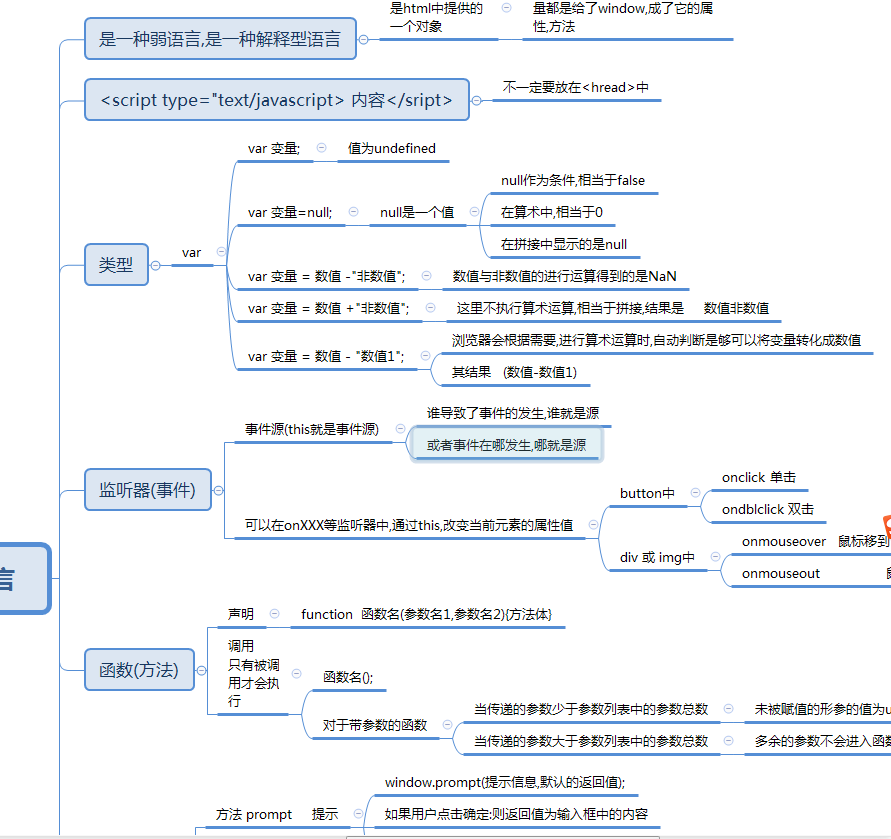 是html中提供的
一个对象
量都是给了window,成了它的属
性,方法
是一种弱语言,是一种解释型语言
<script type="text/javascript> 内容</sript>
不一定要放在<hread>中
类型
var
var 变量;
值为undefined
var 变量=null;
null是一个值
null作为条件,相当于false
在算术中,相当于0
在拼接中显示的是null
var 变量 = 数值 -"非数值";
数值与非数值的进行运算得到的是NaN
var 变量 = 数值 +"非数值";
这里不执行算术运算,相当于拼接,结果是 数值非数值
var 变量 = 数值 - "数值1";
浏览器会根据需要,进行算术运算时,自动判断是够可以将变量转化成数值
其结果 (数值-数值1)
监听器(事件)
事件源(this就是事件源)
谁导致了事件的发生,谁就是源
或者事件在哪发生,哪就是源
可以在onXXX等监听器中,通过this,改变当前元素的属性值
button中
onclick 单击
ondblclick 双击
div 或 img中
onmouseover 鼠标移到
onmouseout
言
函数(方法)
声明
function 函数名(参数名1,参数名2){方法体}
调用
只有被调
用才会执
行
函数名();
对于带参数的函数
当传递的参数少于参数列表中的参数总数
未被赋值的形参的值为u
当传递的参数大于参数列表中的参数总数
多余的参数不会进入函数
方法 prompt 提示
window.prompt(提示信息,默认的返回值);
如果用户点击确定:则返回值为输入框中的内容